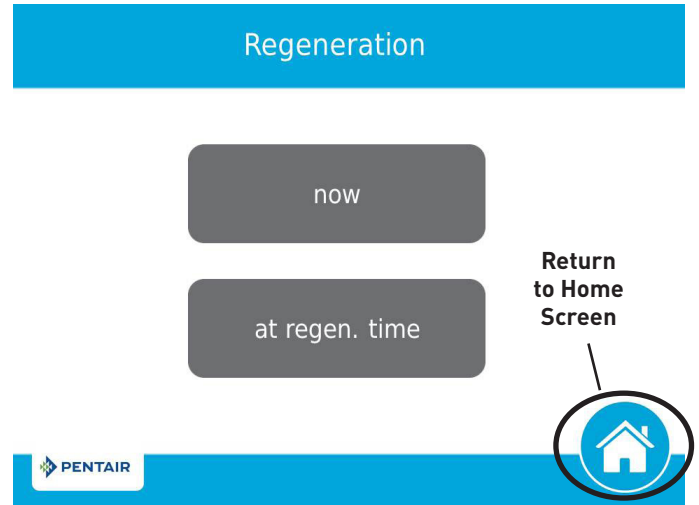 Regeneration
now
at regen. time
Return
to Home
Screen
PENTAIR